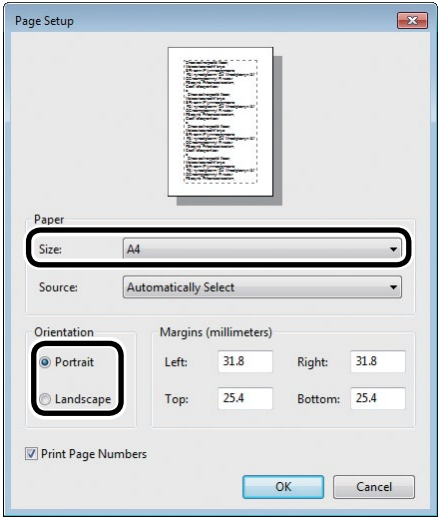 Page Setup
Paper
Size: A4
Source: Automatically Select
Orientation Margins (millimeters)
Portrait Left: 31.8 Right: 31.8
Landscape Top: 25.4 Bottom: 25.4
Print Page Numbers
OK Cancel